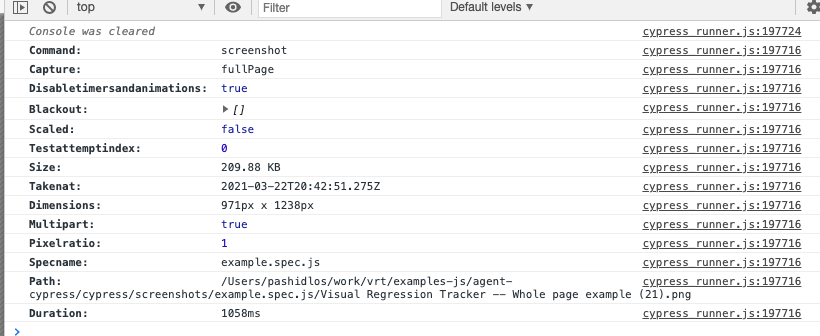 top ▼ Filter Default levels ▼
Console was cleared cypress_runner.js:197724
Command: screenshot cypress_runner.js:197716
Capture: fullPage cypress_runner.js:197716
Disabletimersandanimations: true cypress_runner.js:197716
Blackout: ▶ [] cypress_runner.js:197716
Scaled: false cypress_runner.js:197716
Testattemptindex: 0 cypress_runner.js:197716
Size: 209.88 KB cypress_runner.js:197716
Takenat: 2021-03-22T20:42:51.275Z cypress_runner.js:197716
Dimensions: 971px x 1238px cypress_runner.js:197716
Multipart: true cypress_runner.js:197716
Pixelratio: 1 cypress_runner.js:197716
Specname: example.spec.js cypress_runner.js:197716
Path: /Users/pashidlos/work/vrt/examples-js/agent- cypress_runner.js:197716
cypress/cypress/screenshots/example.spec.js/Visual Regression Tracker -- Whole page example (21).png
Duration: 1058ms cypress_runner.js:197716